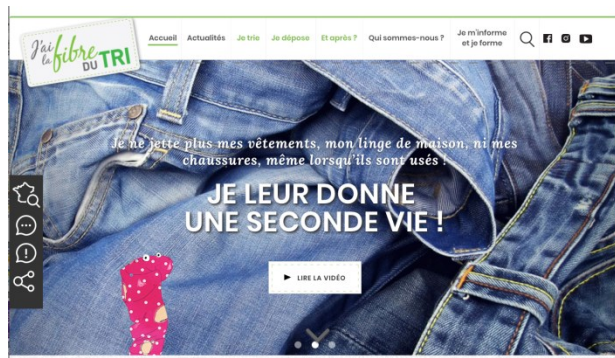 J'ai
la fibre
DU TRI
Accueil
Actualités
Je trie
Je dépose
Et après ?
Qui sommes-nous ?
Je m'informe
et je forme
Je ne jette plus mes vêtements, mon linge de maison, ni mes
chaussures, même lorsqu'ils sont usés !
JE LEUR DONNE
UNE SECONDE VIE !
LIRE LA VIDÉO